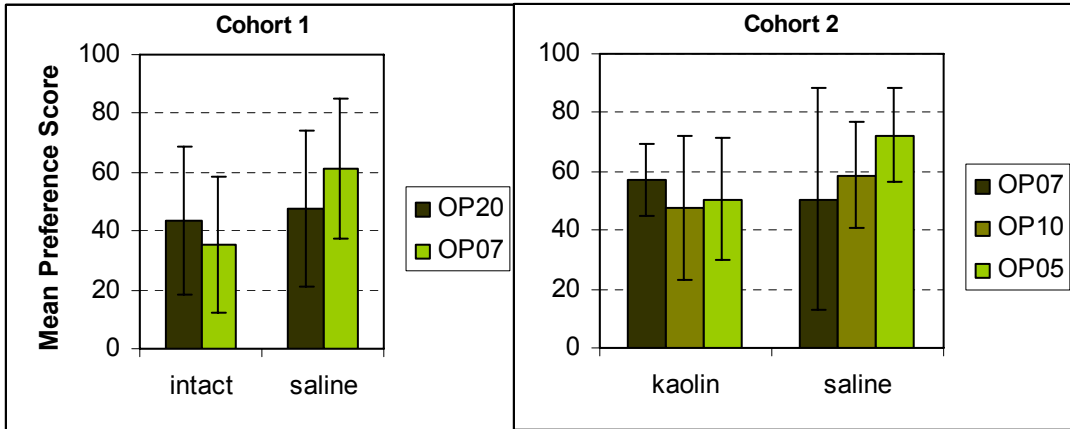 Cohort 1
Mean Preference Score
100
80
60
40
20
0
intact saline
OP20
OP07
Cohort 2
100
80
60
40
20
0
kaolin saline
OP07
OP10
OP05